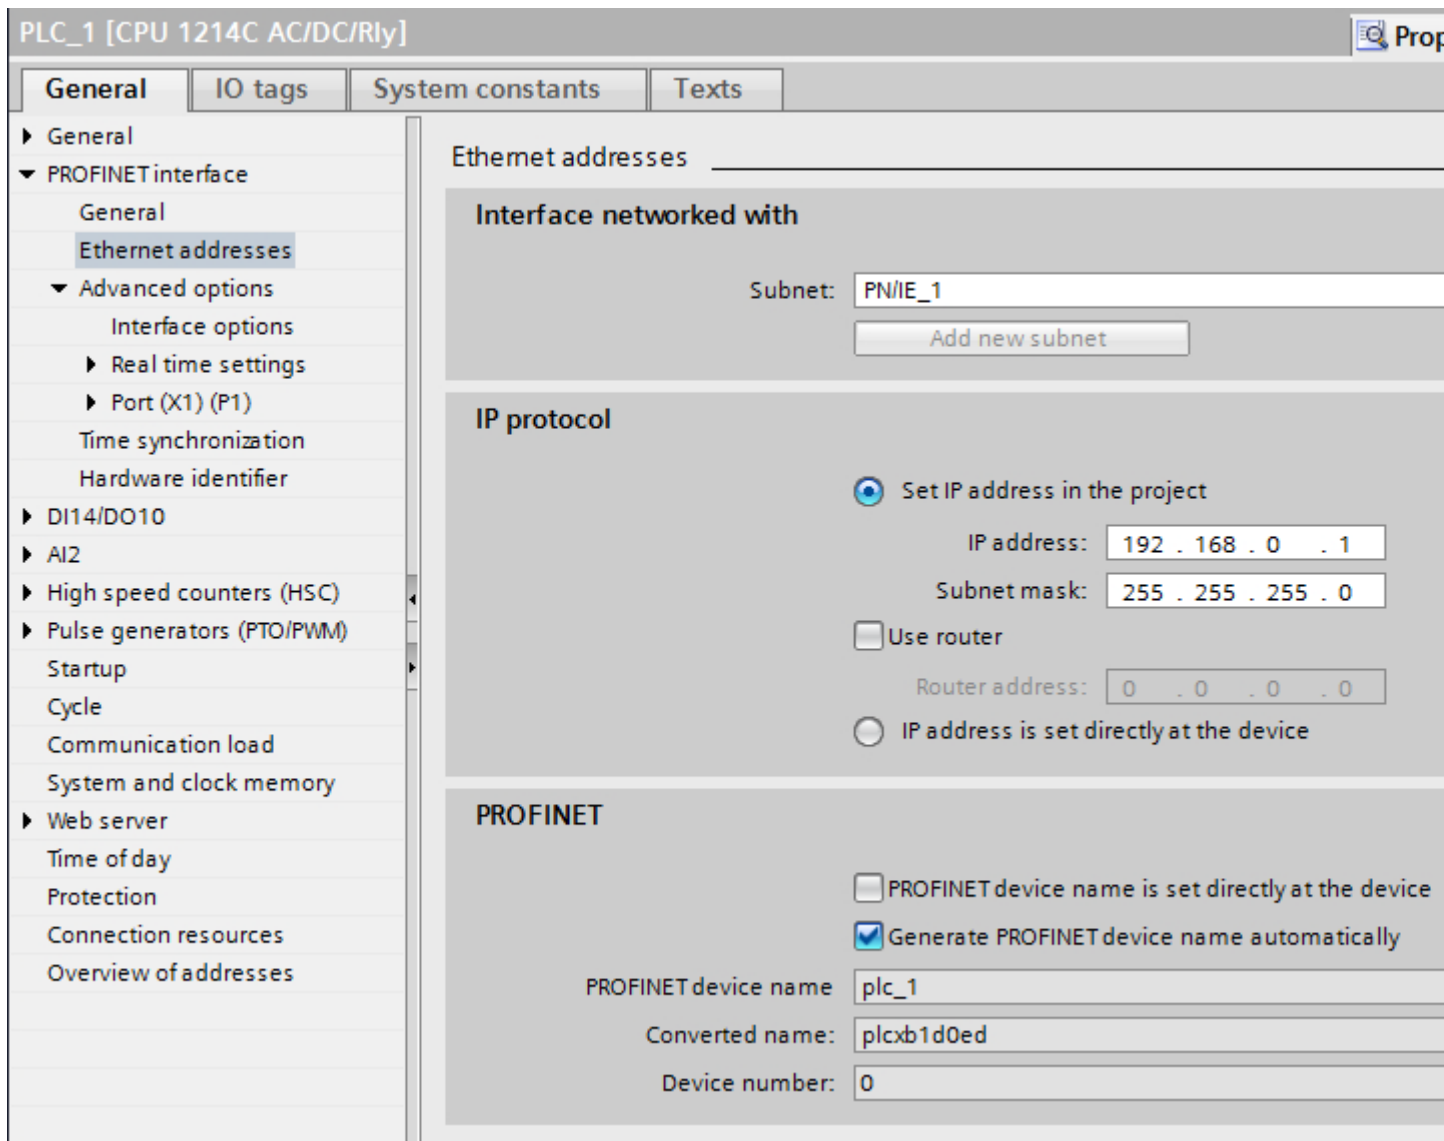 PLC_1 [CPU 1214C AC/DC/Rly]
Prop
General
IO tags
System constants
Texts
General
PROFINET interface
General
Ethernet addresses
Advanced options
Interface options
Real time settings
Port (X1) (P1)
Time synchronization
Hardware identifier
DI14/DO10
AI2
High speed counters (HSC)
Pulse generators (PTO/PWM)
Startup
Cycle
Communication load
System and clock memory
Web server
Time of day
Protection
Connection resources
Overview of addresses
Ethernet addresses
Interface networked with
Subnet: PN/IE_1
Add new subnet
IP protocol
Set IP address in the project
IP address: 192 . 168 . 0 . 1
Subnet mask: 255 . 255 . 255 . 0
Use router
Router address: 0 . 0 . 0 . 0
IP address is set directly at the device
PROFINET
PROFINET device name is set directly at the device
Generate PROFINET device name automatically
PROFINET device name plc_1
Converted name: plcxb1d0ed
Device number: 0